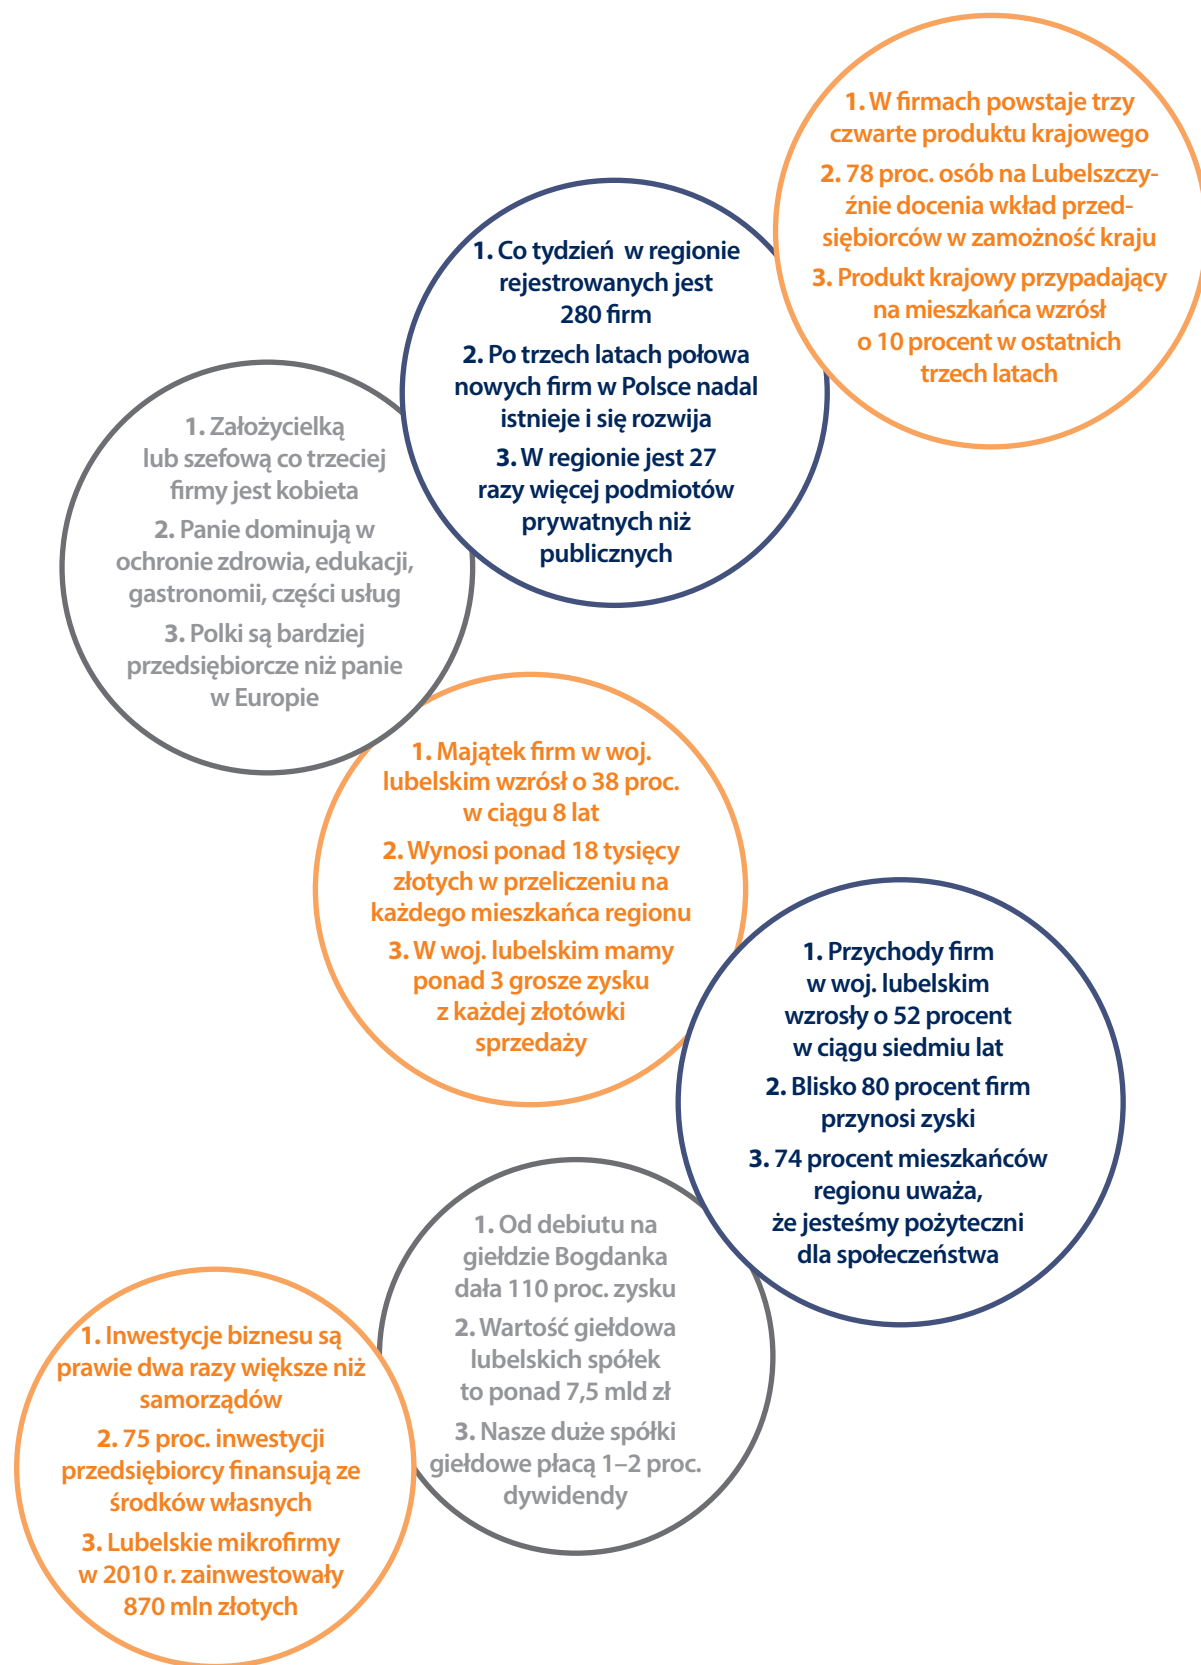 1. W firmach powstaje trzy
czwarte produktu krajowego
2. 78 proc. osób na Lubelszczy-
źnie docenia wkład przed-
siębiorców w zamożność kraju
3. Produkt krajowy przypadający
na mieszkańca wzrósł
o 10 procent w ostatnich
trzech latach
1. Co tydzień w regionie
rejestrowanych jest
280 firm
2. Po trzech latach połowa
nowych firm w Polsce nadal
istnieje i się rozwija
3. W regionie jest 27
razy więcej podmiotów
prywatnych niż
publicznych
1. Założycielką
lub szefową co trzeciej
firmy jest kobieta
2. Panie dominują w
ochronie zdrowia, edukacji,
gastronomii, części usług
3. Polki są bardziej
przedsiębiorcze niż panie
w Europie
1. Majątek firm w woj.
lubelskim wzrósł o 38 proc.
w ciągu 8 lat
2. Wynosi ponad 18 tysięcy
złotych w przeliczeniu na
każdego mieszkańca regionu
3. W woj. lubelskim mamy
ponad 3 grosze zysku
z każdej złotówki
sprzedaży
1. Przychody firm
w woj. lubelskim
wzrosły o 52 procent
w ciągu siedmiu lat
2. Blisko 80 procent firm
przynosi zyski
3. 74 procent mieszkańców
regionu uważa,
że jesteśmy pożyteczni
dla społeczeństwa
1. Od debiutu na
giełdzie Bogdanka
dała 110 proc. zysku
2. Wartość giełdowa
lubelskich spółek
to ponad 7,5 mld zł
3. Nasze duże spółki
giełdowe płacą 1–2 proc.
dywidendy
1. Inwestycje biznesu są
prawie dwa razy większe niż
samorządów
2. 75 proc. inwestycji
przedsiębiorcy finansują ze
środków własnych
3. Lubelskie mikrofirmy
w 2010 r. zainwestowały
870 mln złotych